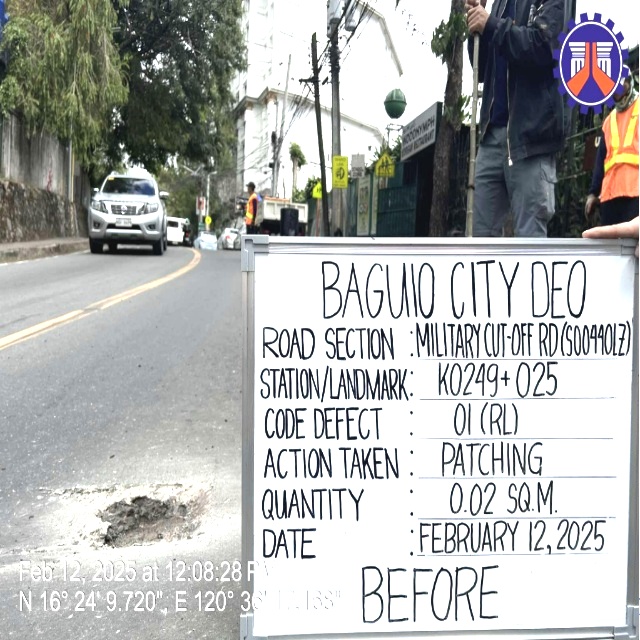 BAGUIO CITY DEO
ROAD SECTION : MILITARY CUT-OFF RD (S00440LZ)
STATION/LANDMARK: K0249+025
CODE DEFECT : 01 (RL)
ACTION TAKEN : PATCHING
QUANTITY : 0.02 SQ.M.
DATE : FEBRUARY 12, 2025
BEFORE
Feb 12, 2025 at 12:08:28
N 16° 24' 9.720", E 120°